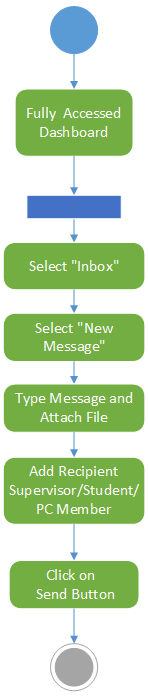 Fully Accessed
Dashboard
Select "Inbox"
Select "New
Message"
Type Message and
Attach File
Add Recipient
Supervisor/Student/
PC Member
Click on
Send Button